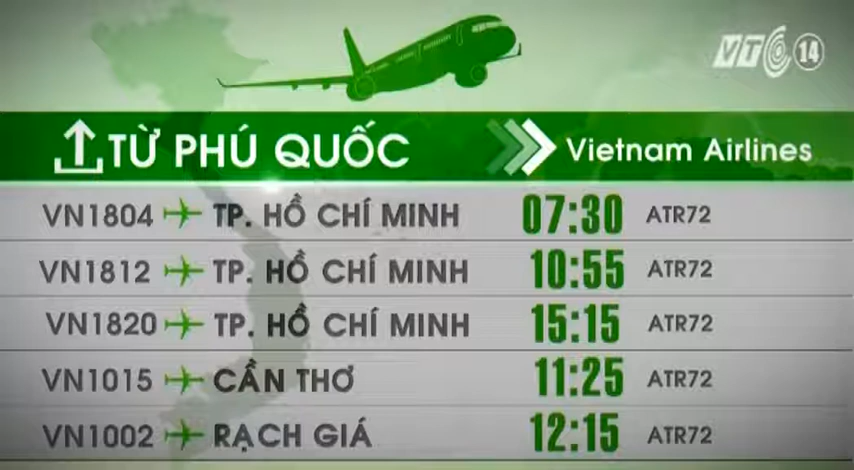 VTC 14
TỪ PHÚ QUỐC Vietnam Airlines
VN1804 TP. HỒ CHÍ MINH 07:30 ATR72
VN1812 TP. HỒ CHÍ MINH 10:55 ATR72
VN1820 TP. HỒ CHÍ MINH 15:15 ATR72
VN1015 CẦN THƠ 11:25 ATR72
VN1002 RẠCH GIÁ 12:15 ATR72